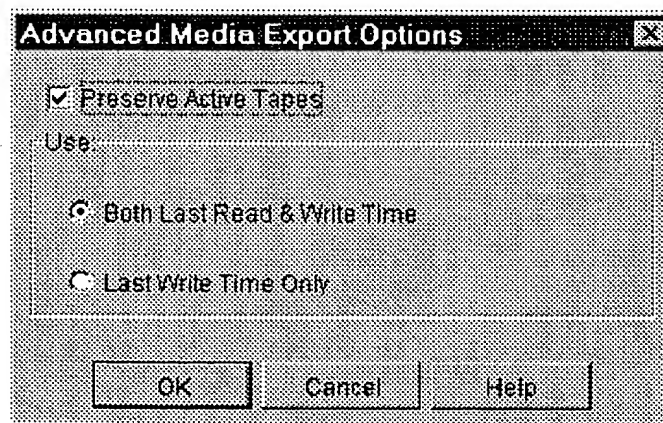 Advanced Media Export Options
Preserve Active Tapes
Use:
Both Last Read & Write Time
Last Write Time Only
OK Cancel Help